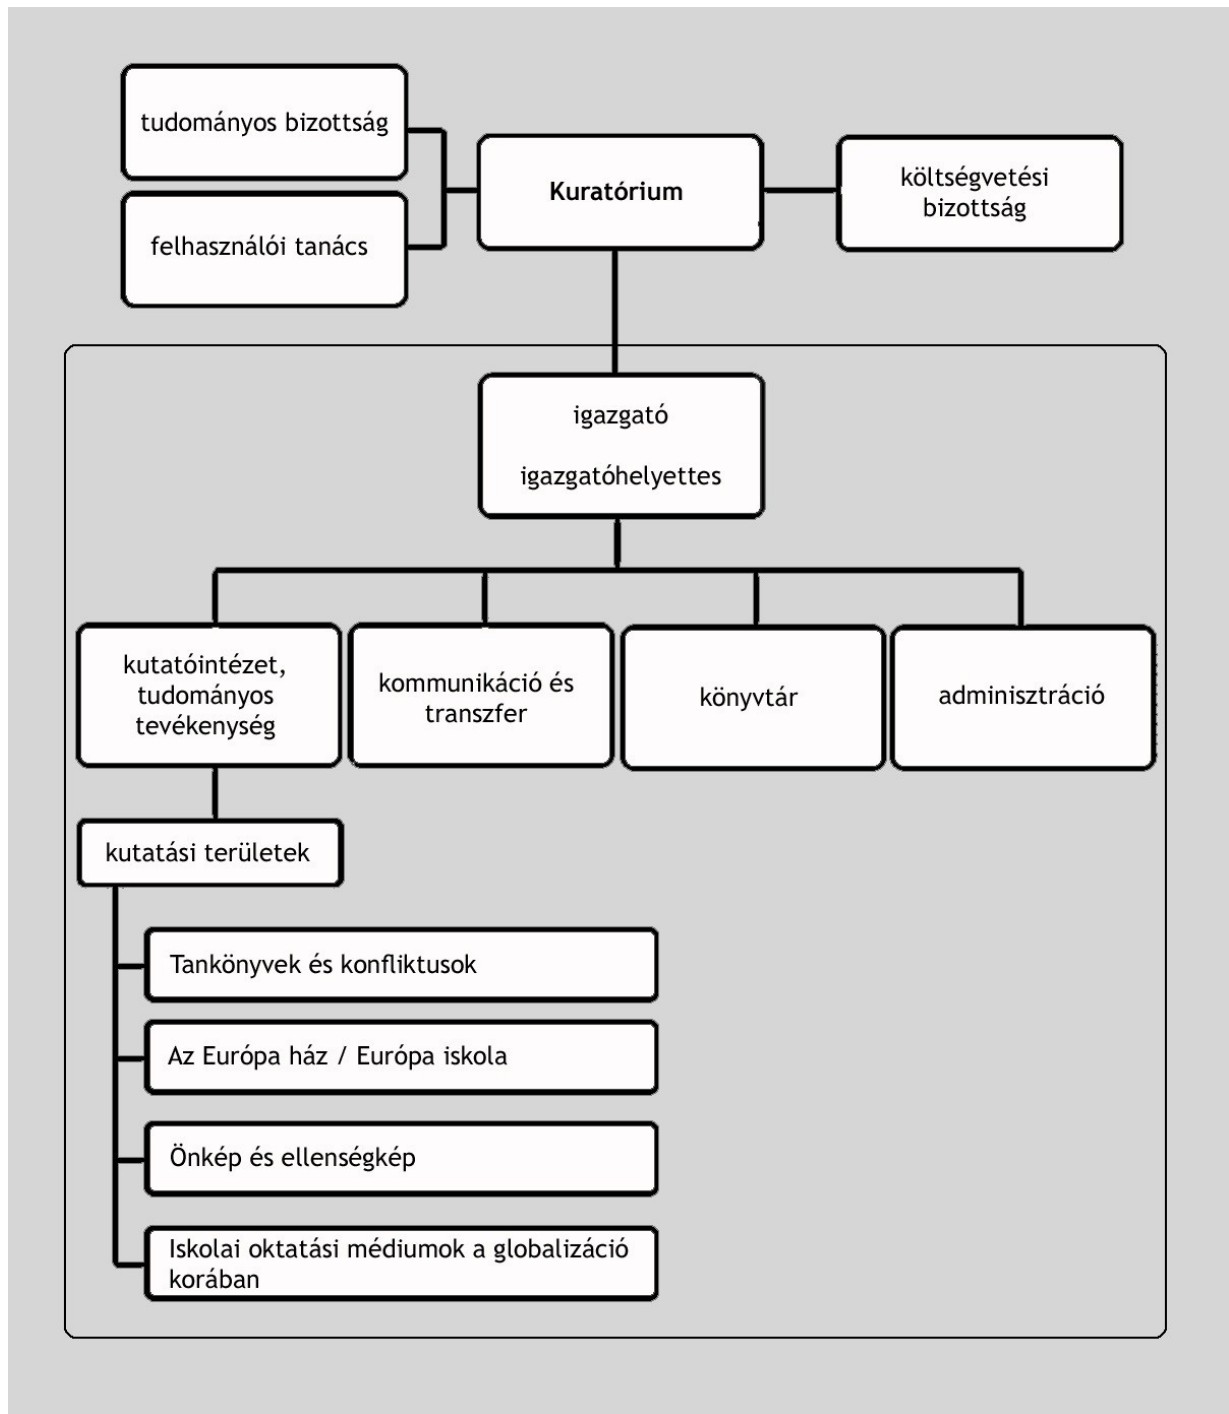 tudományos bizottság
felhasználói tanács
Kuratórium
költségvetési
bizottság
igazgató
igazgatóhelyettes
kutatóintézet,
tudományos
tevékenység
kommunikáció és
transzfer
könyvtár
adminisztráció
kutatási területek
Tankönyvek és konfliktusok
Az Európa ház / Európa iskola
Önkép és ellenségkép
Iskolai oktatási médiumok a globalizáció
korában